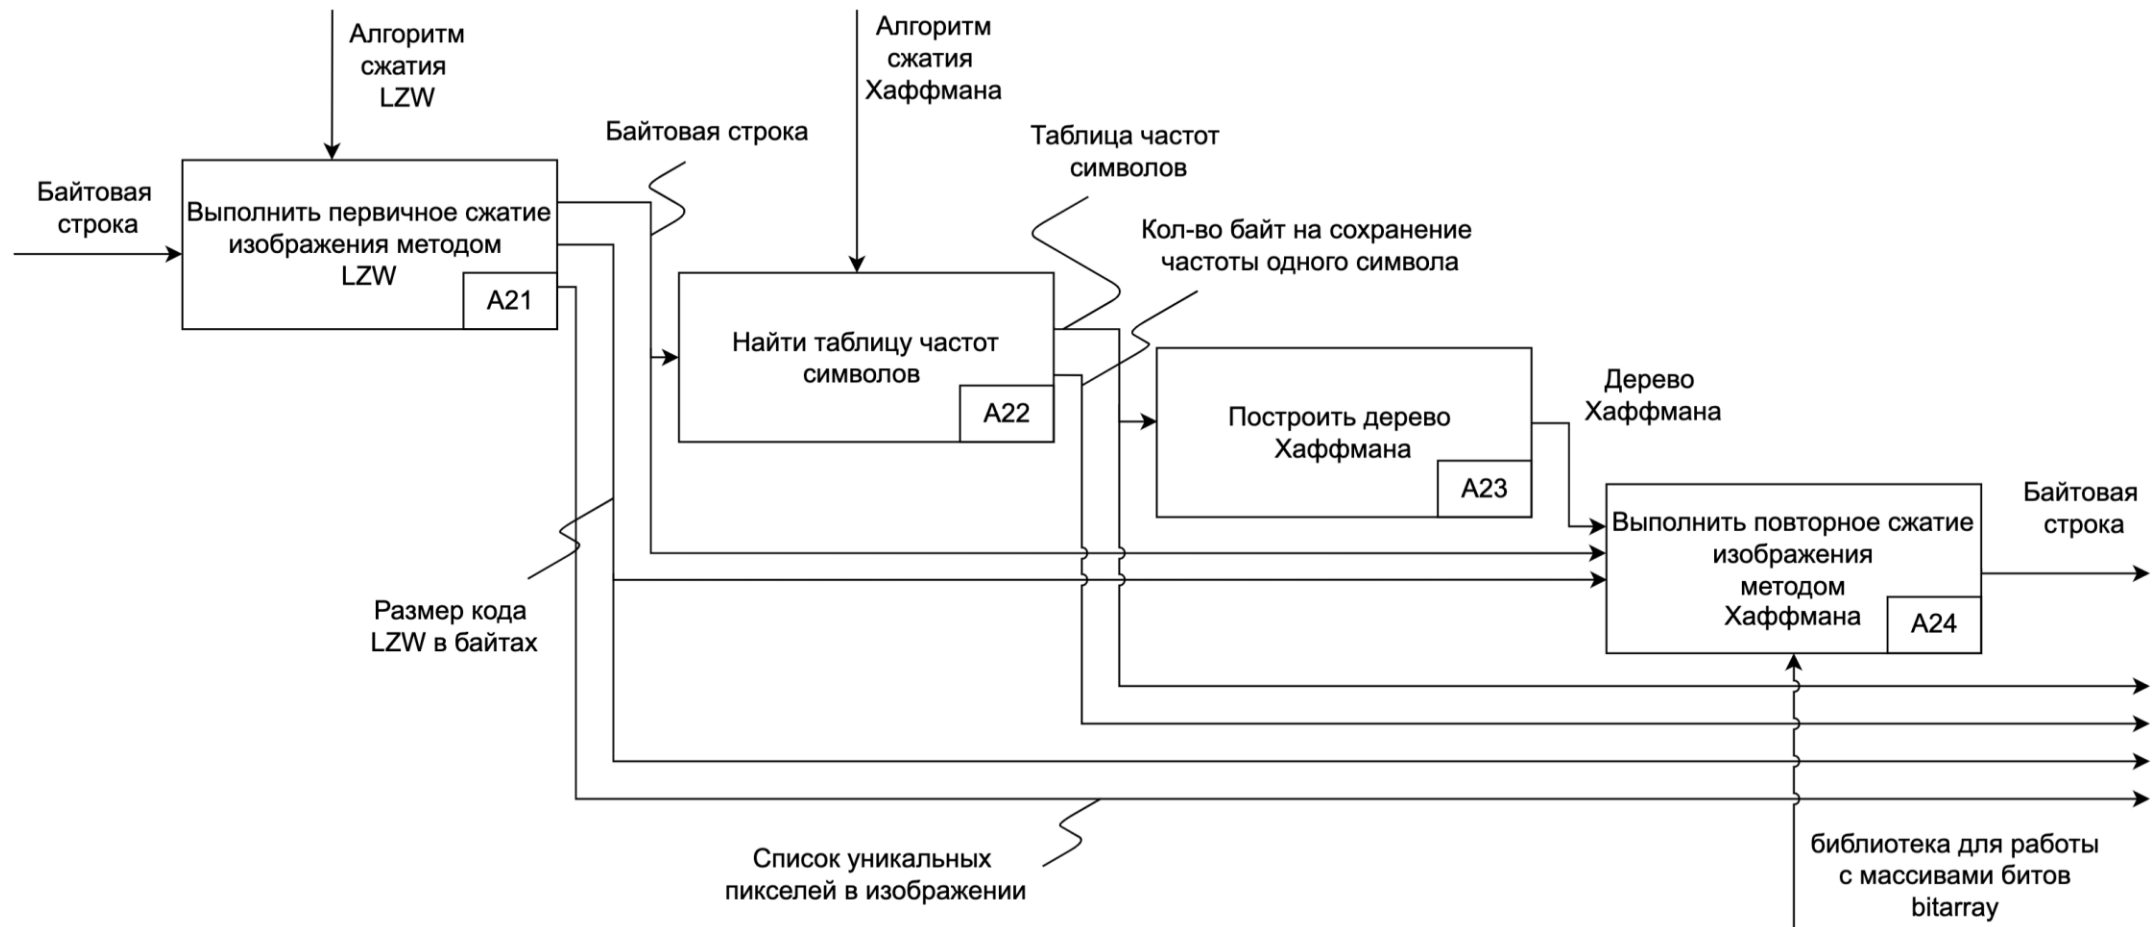 Алгоритм
сжатия
LZW
Алгоритм
сжатия
Хаффмана
Байтовая строка
Таблица частот
символов
Байтовая
строка
Выполнить первичное сжатие
изображения методом
LZW
A21
Кол-во байт на сохранение
частоты одного символа
Найти таблицу частот
символов
A22
Построить дерево
Хаффмана
A23
Дерево
Хаффмана
Выполнить повторное сжатие
изображения
методом
Хаффмана
A24
Байтовая
строка
Размер кода
LZW в байтах
Список уникальных
пикселей в изображении
библиотека для работы
с массивами битов
bitarray